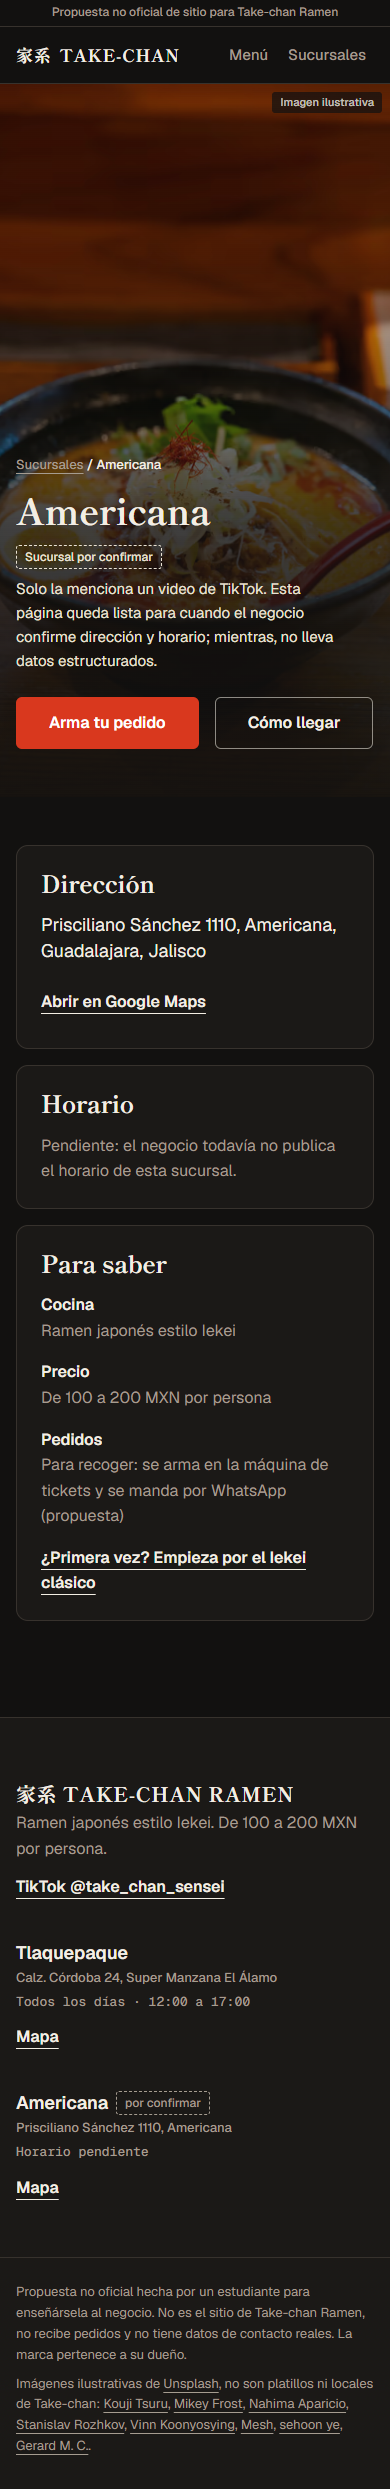 Propuesta no oficial de sitio para Take-chan Ramen
家系 TAKE-CHAN
Menú Sucursales
Imagen ilustrativa
Sucursales / Americana
Americana
Sucursal por confirmar
Solo la menciona un video de TikTok. Esta
página queda lista para cuando el negocio
confirme dirección y horario; mientras, no lleva
datos estructurados.
Arma tu pedido
Cómo llegar
Dirección
Prisciliano Sánchez 1110, Americana,
Guadalajara, Jalisco
Abrir en Google Maps
Horario
Pendiente: el negocio todavía no publica
el horario de esta sucursal.
Para saber
Cocina
Ramen japonés estilo Iekei
Precio
De 100 a 200 MXN por persona
Pedidos
Para recoger: se arma en la máquina de
tickets y se manda por WhatsApp
(propuesta)
¿Primera vez? Empieza por el Iekei
clásico
家系 TAKE-CHAN RAMEN
Ramen japonés estilo Iekei. De 100 a 200 MXN
por persona.
TikTok @take_chan_sensei
Tlaquepaque
Calz. Córdoba 24, Super Manzana El Álamo
Todos los días · 12:00 a 17:00
Mapa
Americana por confirmar
Prisciliano Sánchez 1110, Americana
Horario pendiente
Mapa
Propuesta no oficial hecha por un estudiante para
enseñársela al negocio. No es el sitio de Take-chan Ramen,
no recibe pedidos y no tiene datos de contacto reales. La
marca pertenece a su dueño.
Imágenes ilustrativas de Unsplash, no son platillos ni locales
de Take-chan: Kouji Tsuru, Mikey Frost, Nahima Aparicio,
Stanislav Rozhkov, Vinn Koonyosying, Mesh, sehoon ye,
Gerard M. C..